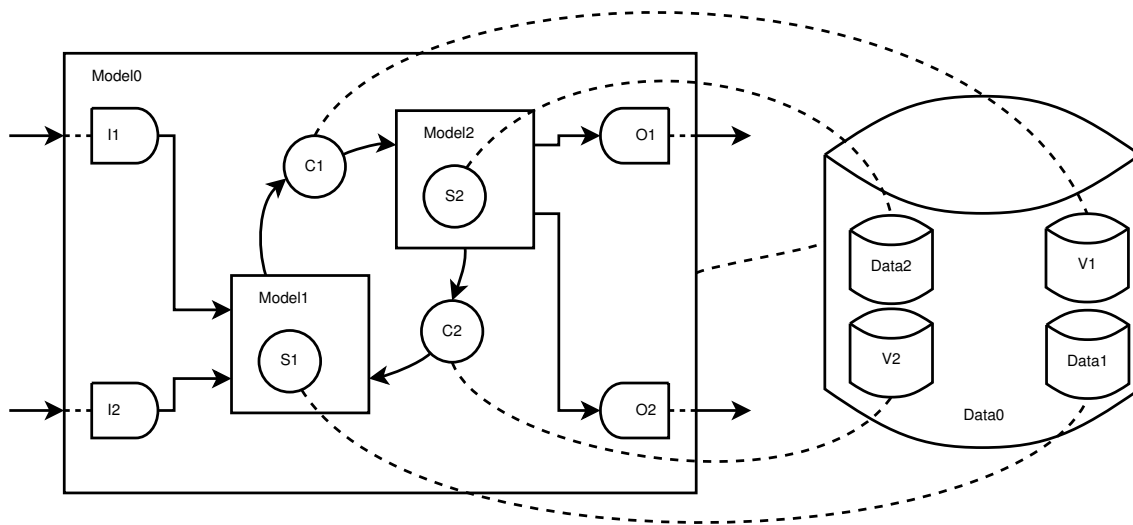 Model0
I1
C1
Model2
S2
O1
Data2
V1
Model1
S1
C2
V2
Data1
I2
O2
Data0